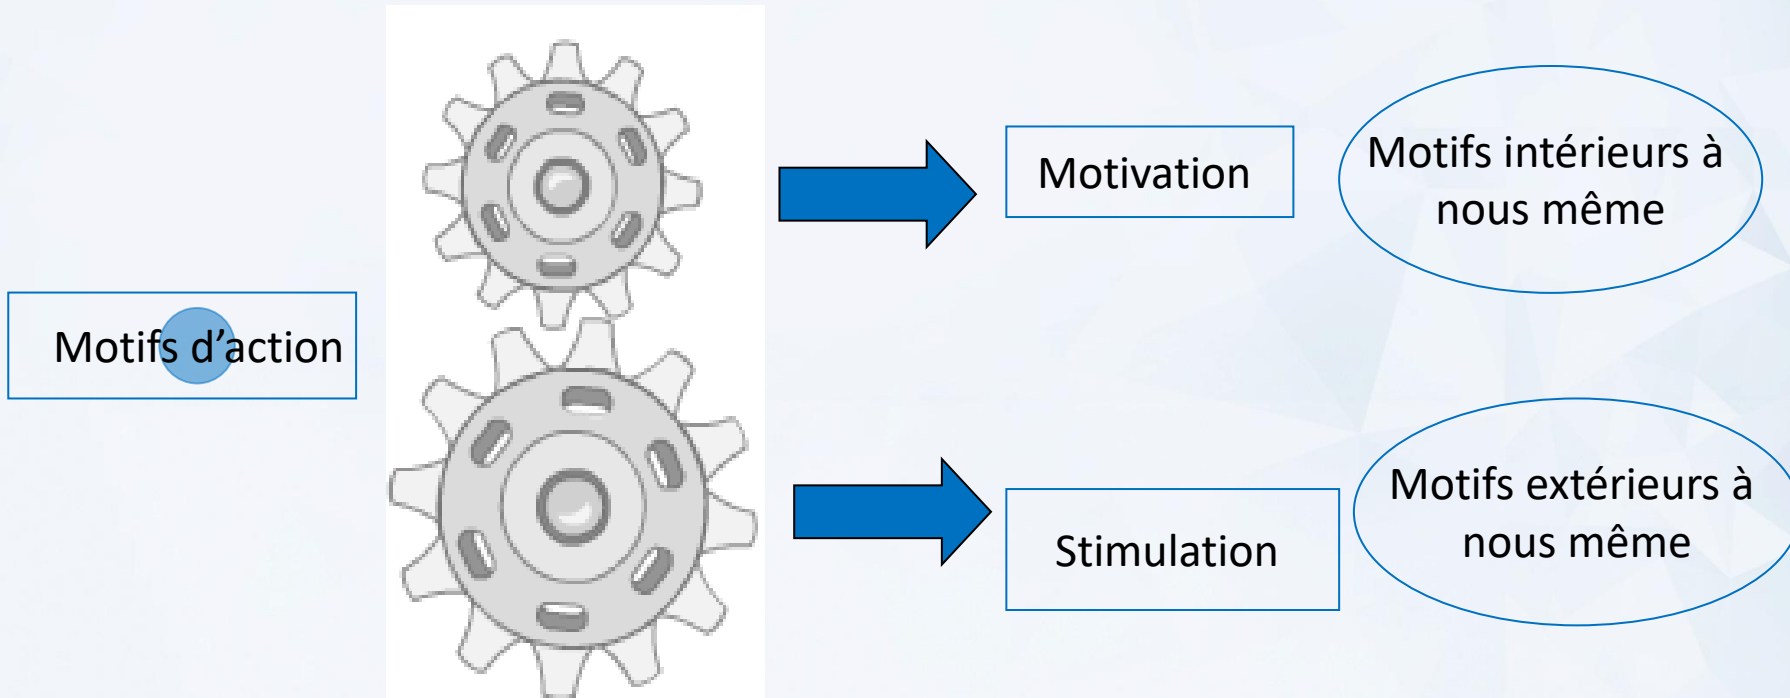 Motifs d’action
Motivation
Motifs intérieurs à
nous même
Stimulation
Motifs extérieurs à
nous même